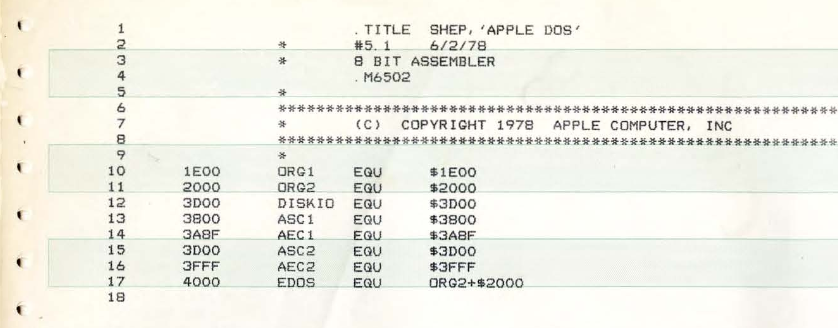 1 .TITLE SHEP,'APPLE DOS'
2 * #5.1 6/2/78
3 * 8 BIT ASSEMBLER
4 .M6502
5 *
6 ************************************************************
7 * (C) COPYRIGHT 1978 APPLE COMPUTER, INC
8 ************************************************************
9 *
10 1E00 ORG1 EQU $1E00
11 2000 ORG2 EQU $2000
12 3D00 DISKIO EQU $3D00
13 3800 ASC1 EQU $3800
14 3A8F AEC1 EQU $3A8F
15 3D00 ASC2 EQU $3D00
16 3FFF AEC2 EQU $3FFF
17 4000 EDOS EQU ORG2+$2000
18